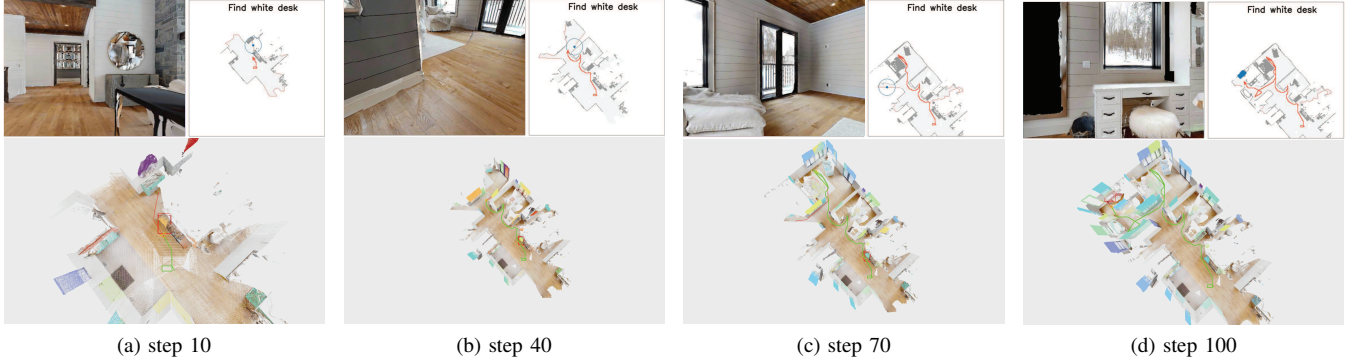 Find white desk
Find white desk
Find white desk
Find white desk
(a) step 10
(b) step 40
(c) step 70
(d) step 100